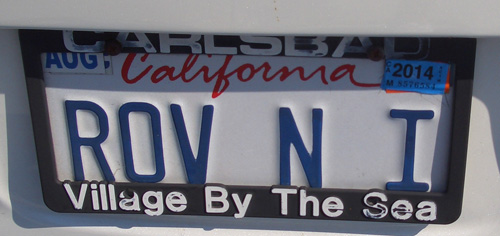 CARLSBAD
AUG California 2014
ROV N I
Village By The Sea